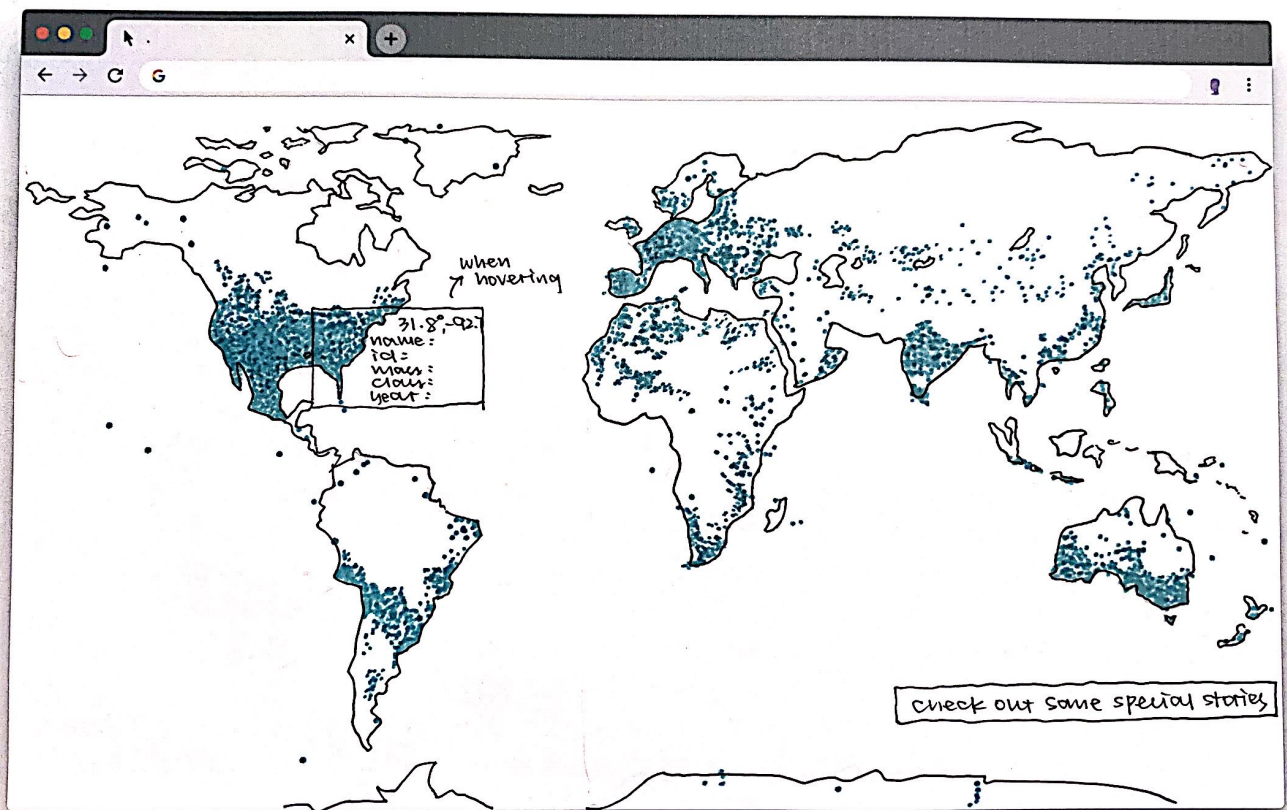 when
hovering
31.8°,-92.
name:
id:
mass:
class:
year:
check out some special stories